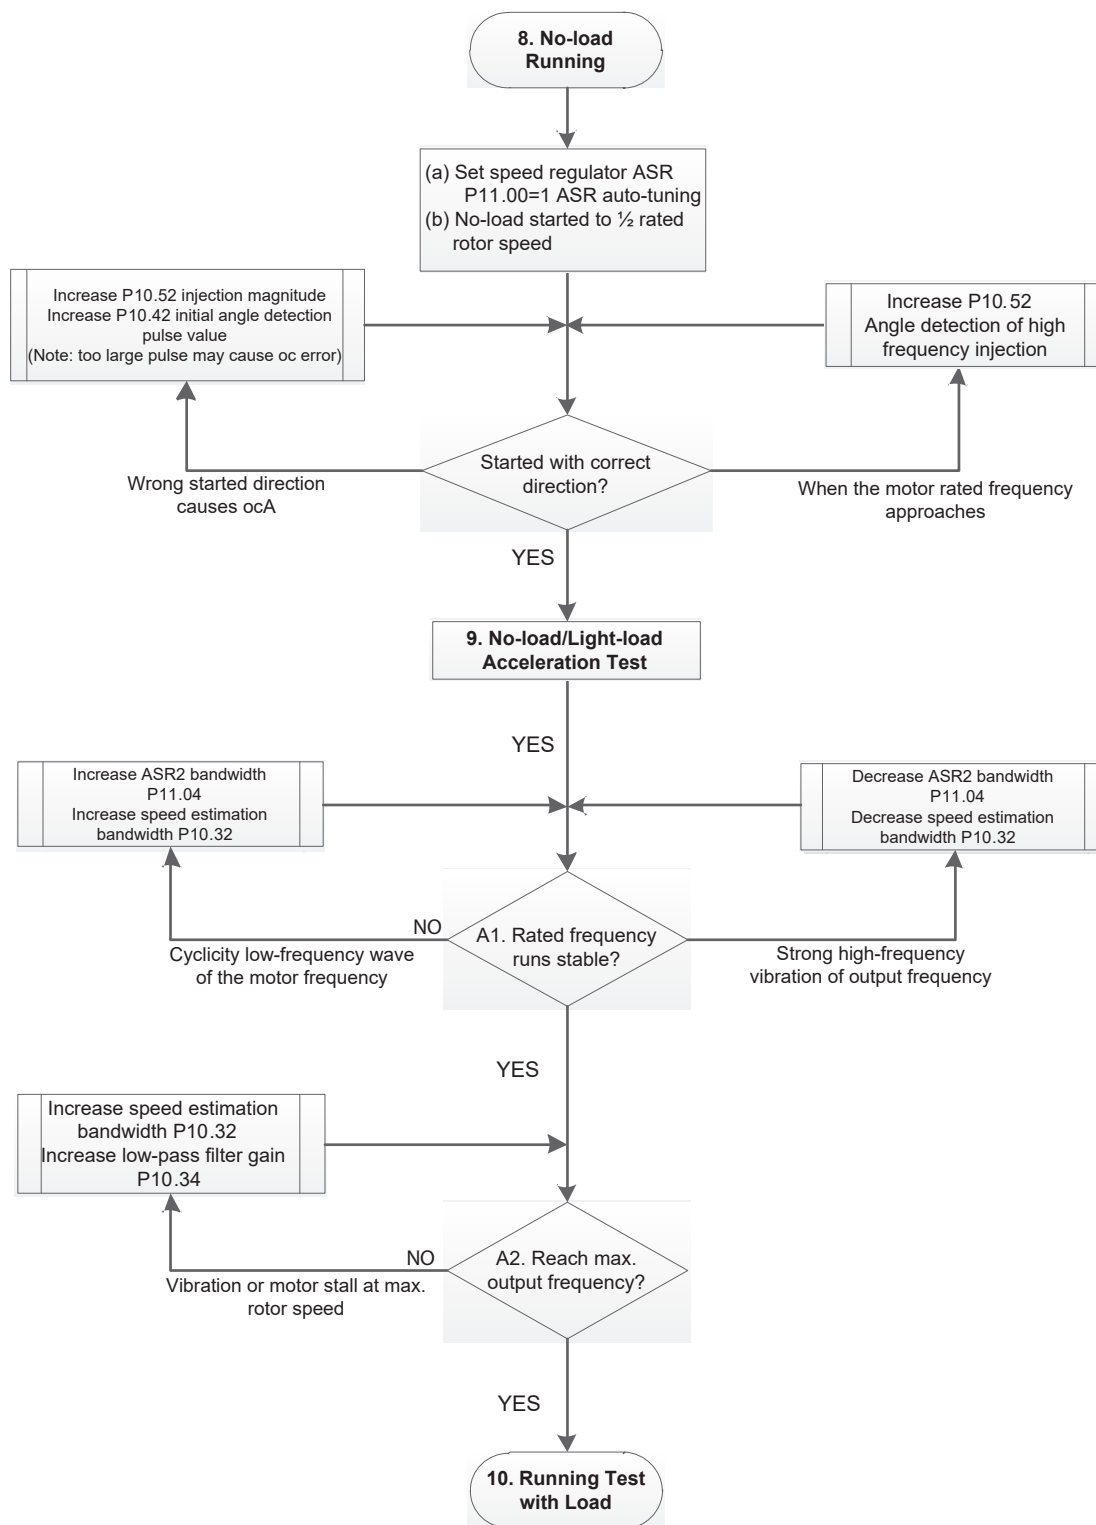 8. No-load
Running
(a) Set speed regulator ASR
P11.00=1 ASR auto-tuning
(b) No-load started to ½ rated
rotor speed
Increase P10.52 injection magnitude
Increase P10.42 initial angle detection
pulse value
(Note: too large pulse may cause oc error)
Increase P10.52
Angle detection of high
frequency injection
Started with correct
direction?
Wrong started direction
causes ocA
When the motor rated frequency
approaches
YES
9. No-load/Light-load
Acceleration Test
YES
Increase ASR2 bandwidth
P11.04
Increase speed estimation
bandwidth P10.32
Decrease ASR2 bandwidth
P11.04
Decrease speed estimation
bandwidth P10.32
NO
A1. Rated frequency
runs stable?
Cyclicity low-frequency wave
of the motor frequency
Strong high-frequency
vibration of output frequency
YES
Increase speed estimation
bandwidth P10.32
Increase low-pass filter gain
P10.34
NO
A2. Reach max.
output frequency?
Vibration or motor stall at max.
rotor speed
YES
10. Running Test
with Load